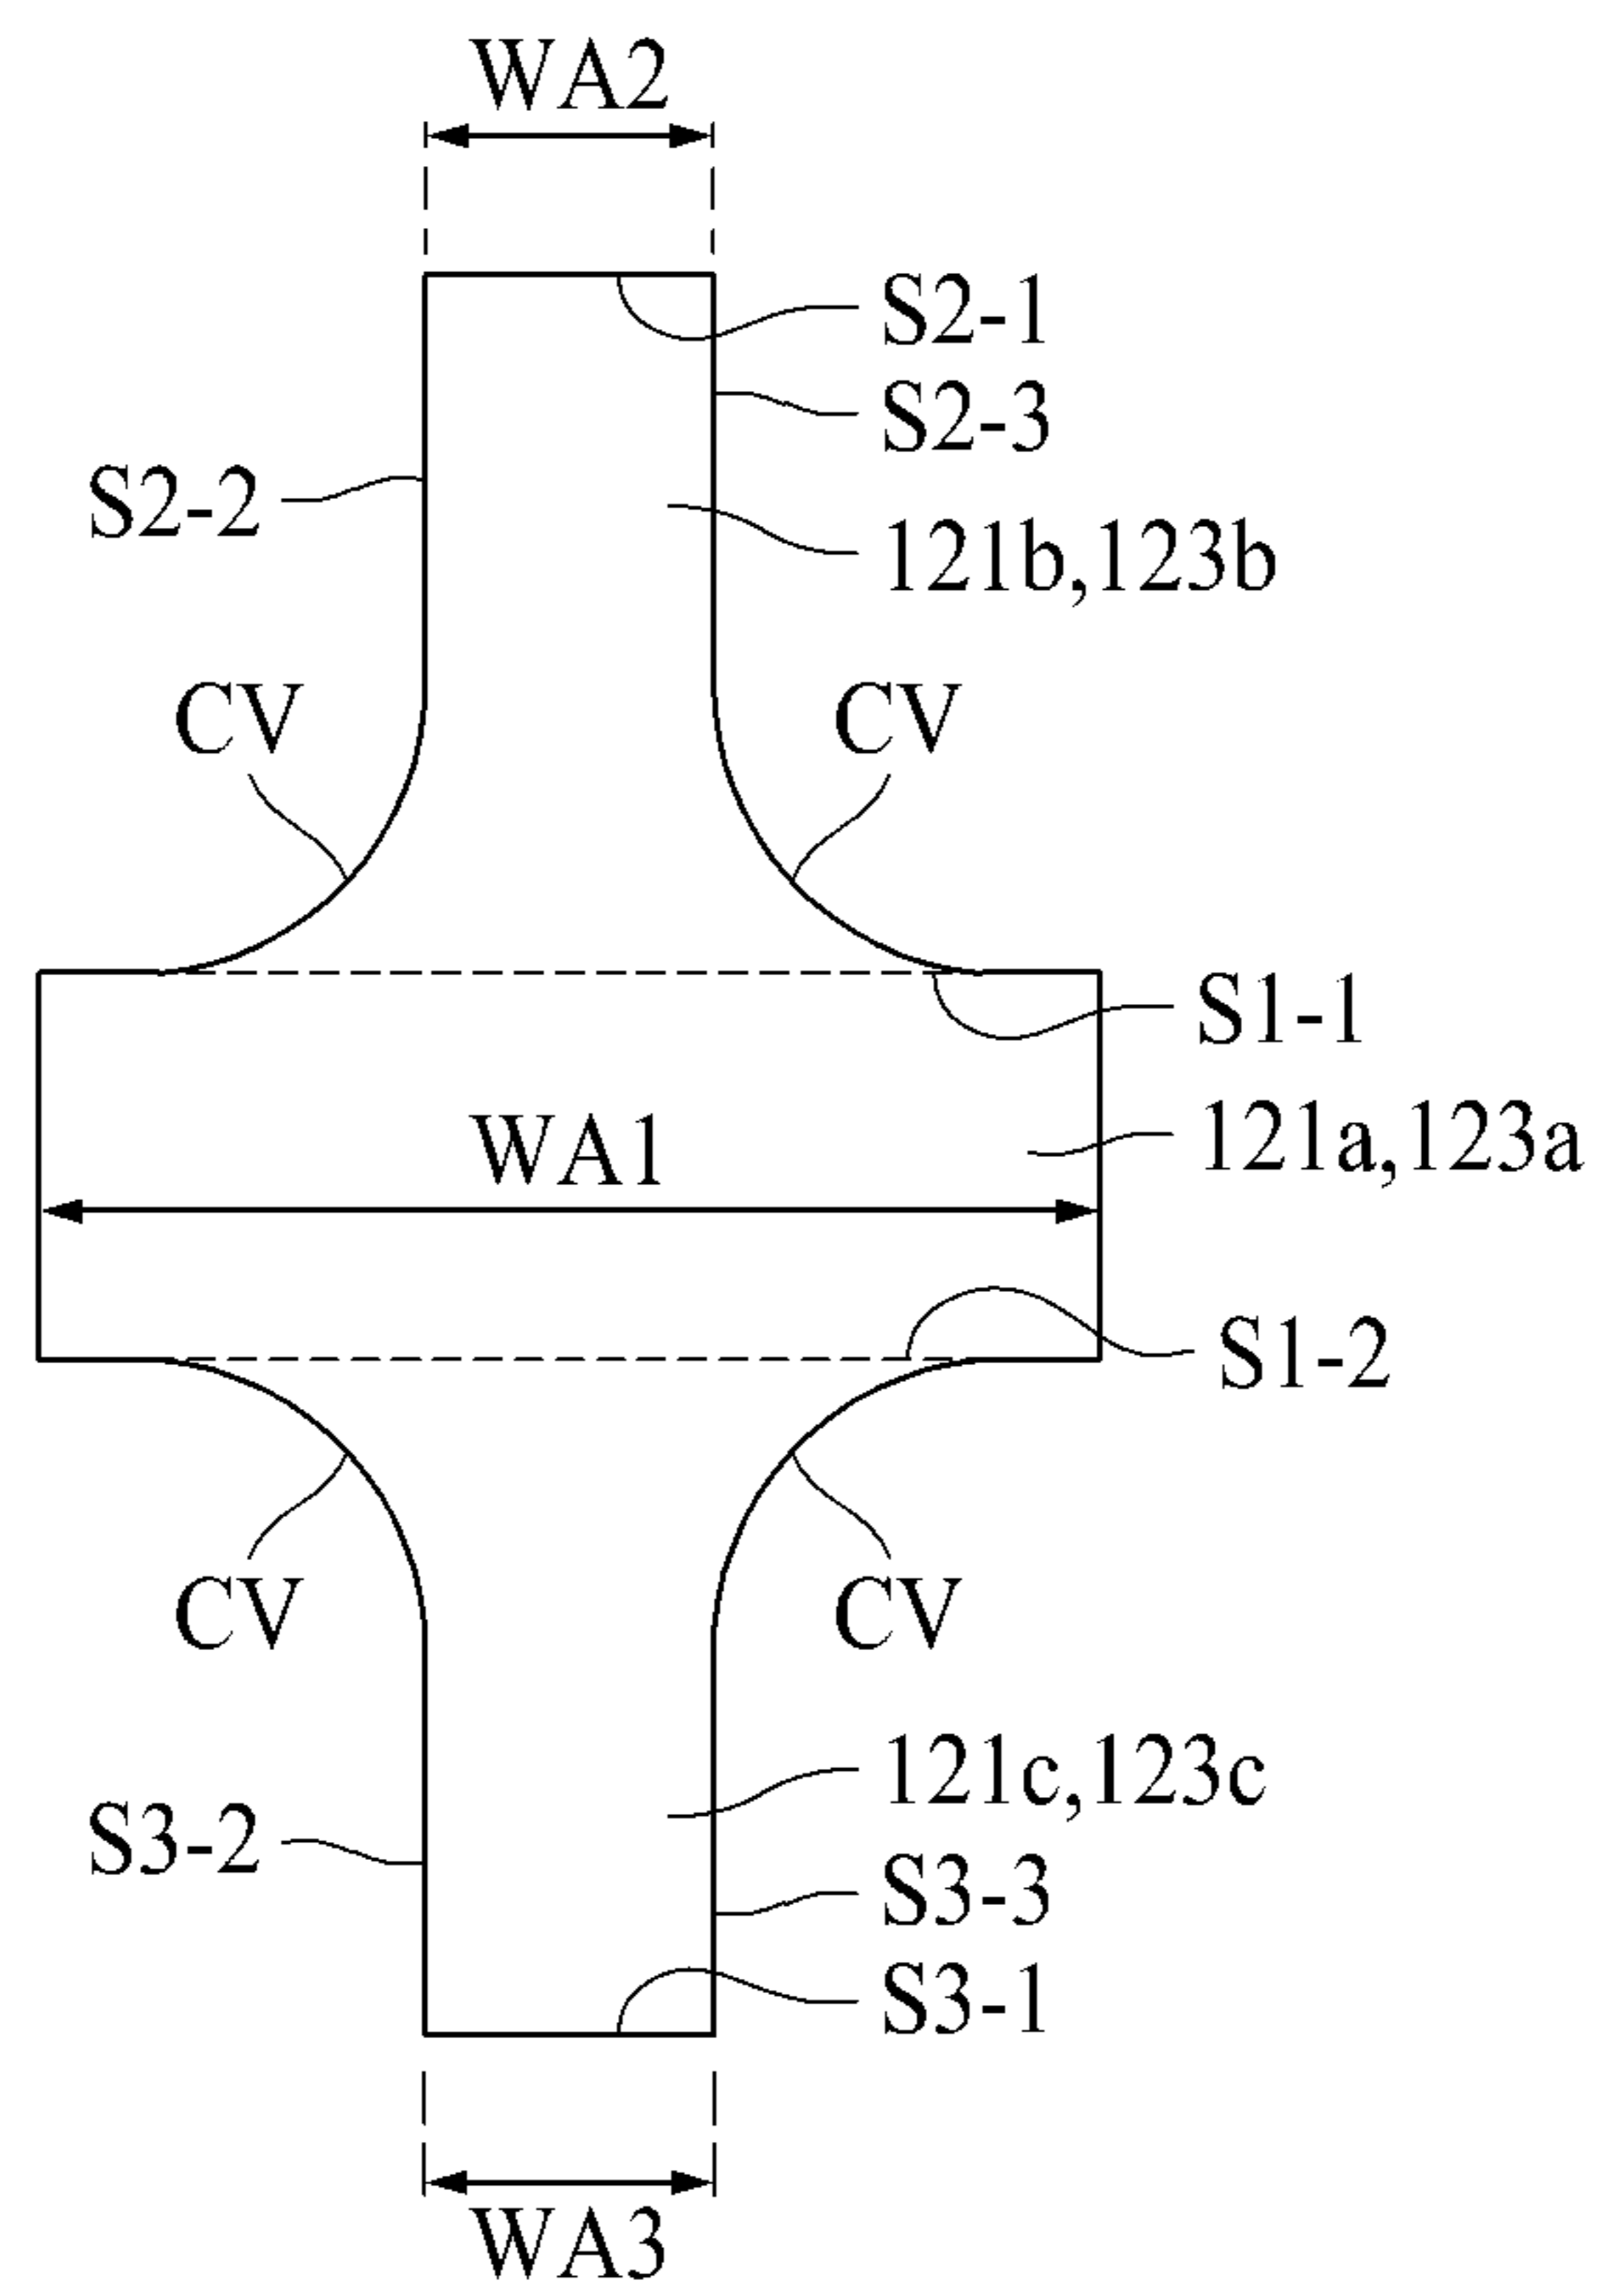 WA2
S2-1
S2-3
S2-2
121b,123b
CV
CV
S1-1
121a,123a
WA1
S1-2
CV
CV
121c,123c
S3-2
S3-3
S3-1
WA3